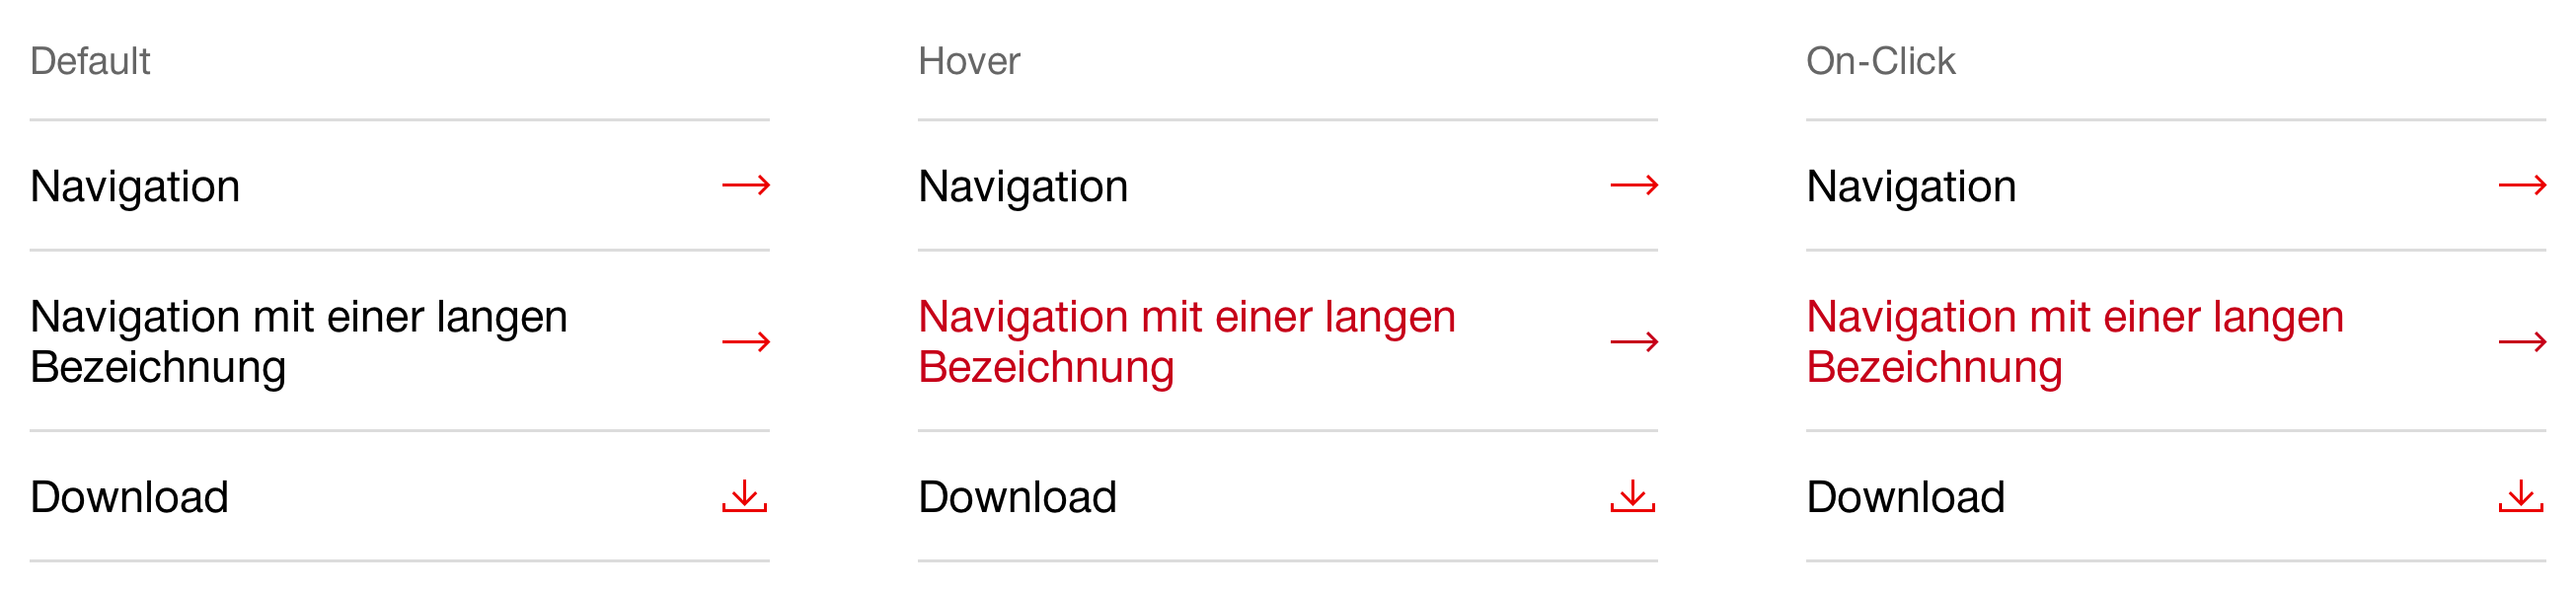 Default
Navigation
Navigation mit einer langen
Bezeichnung
Download
Hover
Navigation
Navigation mit einer langen
Bezeichnung
Download
On-Click
Navigation
Navigation mit einer langen
Bezeichnung
Download